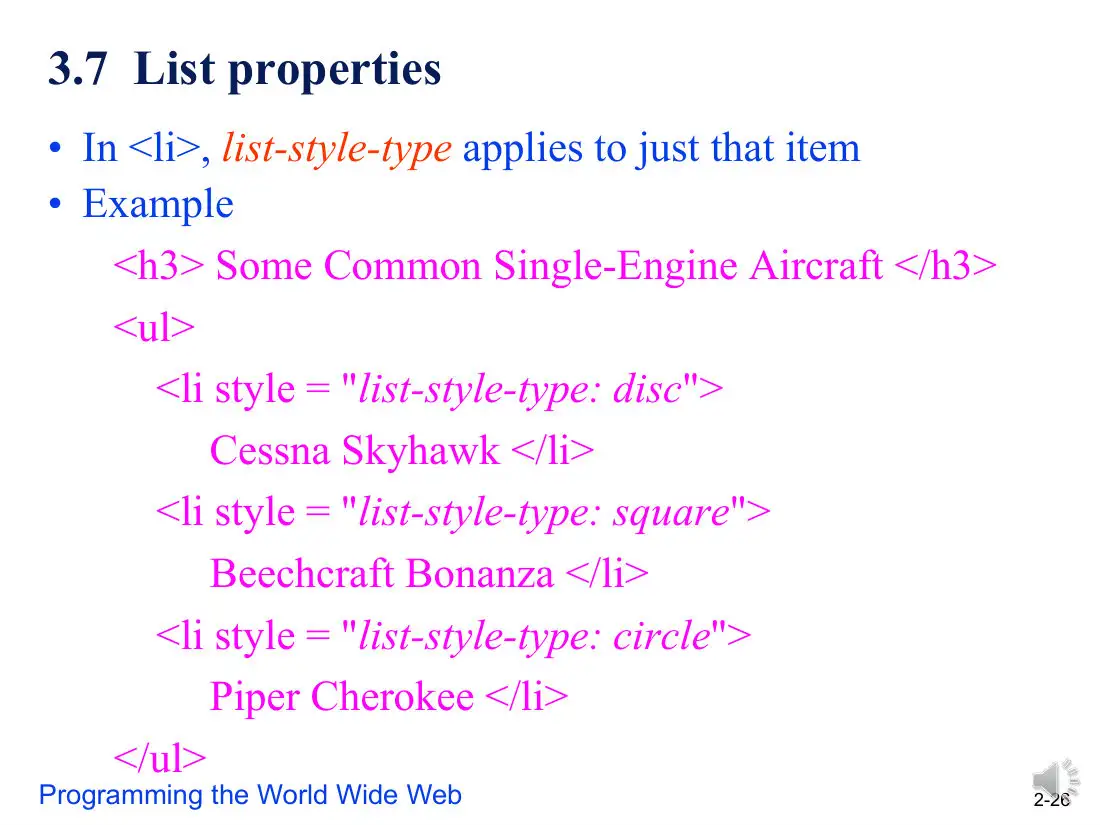 3.7 List properties
• In <li>, list-style-type applies to just that item
• Example
<h3> Some Common Single-Engine Aircraft </h3>
<ul>
<li style = "list-style-type: disc">
Cessna Skyhawk </li>
<li style = "list-style-type: square">
Beechcraft Bonanza </li>
<li style = "list-style-type: circle">
Piper Cherokee </li>
</ul>
Programming the World Wide Web
2-26